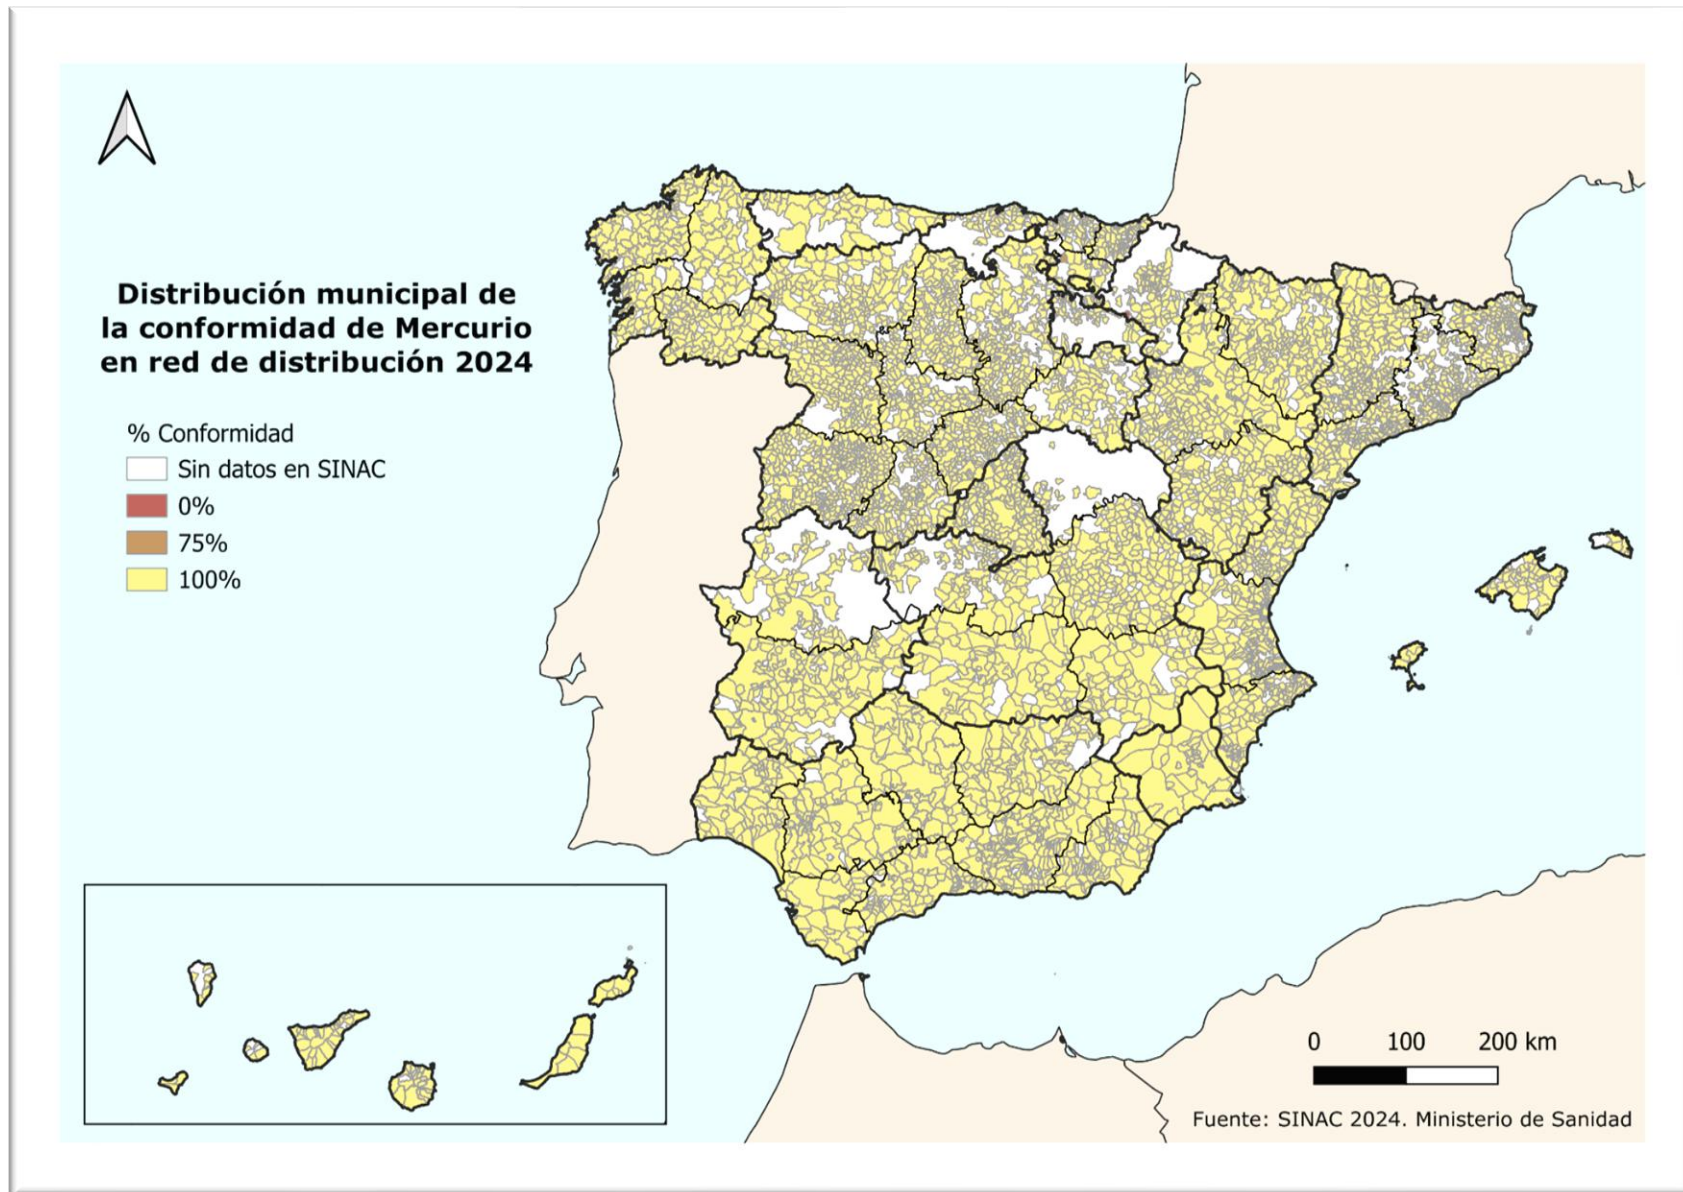 Distribución municipal de
la conformidad de Mercurio
en red de distribución 2024
% Conformidad
Sin datos en SINAC
0%
75%
100%
0 100 200 km
Fuente: SINAC 2024. Ministerio de Sanidad